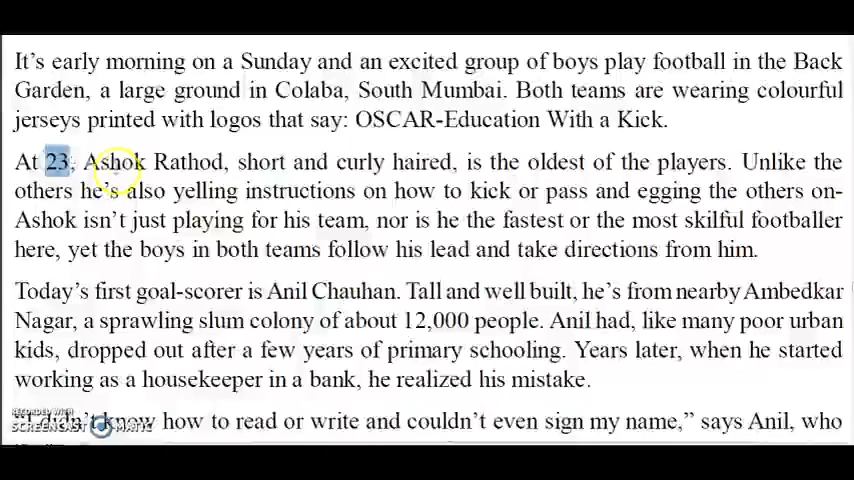 It's early morning on a Sunday and an excited group of boys play football in the Back
Garden, a large ground in Colaba, South Mumbai. Both teams are wearing colourful
jerseys printed with logos that say: OSCAR-Education With a Kick.
At 23, Ashok Rathod, short and curly haired, is the oldest of the players. Unlike the
others he's also yelling instructions on how to kick or pass and egging the others on-
Ashok isn't just playing for his team, nor is he the fastest or the most skilful footballer
here, yet the boys in both teams follow his lead and take directions from him.
Today's first goal-scorer is Anil Chauhan. Tall and well built, he's from nearby Ambedkar
Nagar, a sprawling slum colony of about 12,000 people. Anil had, like many poor urban
kids, dropped out after a few years of primary schooling. Years later, when he started
working as a housekeeper in a bank, he realized his mistake.
"I didn't know how to read or write and couldn't even sign my name," says Anil, who
RECORDED WITH
SCREENCAST MATIC